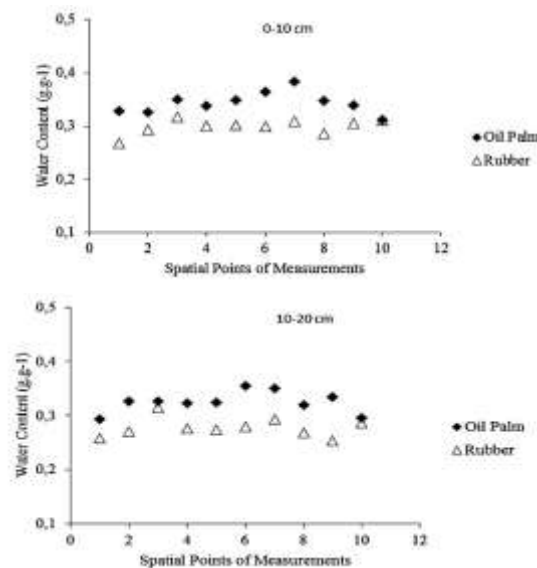 0-10 cm
0,5
0,4
0,3
0,2
0,1
Water Content (g.g-1)
0 2 4 6 8 10 12
Spatial Points of Measurements
Oil Palm
Rubber
10-20 cm
0,5
0,4
0,3
0,2
0,1
Water Content (g.g-1)
0 2 4 6 8 10 12
Spatial Points of Measurements
Oil Palm
Rubber